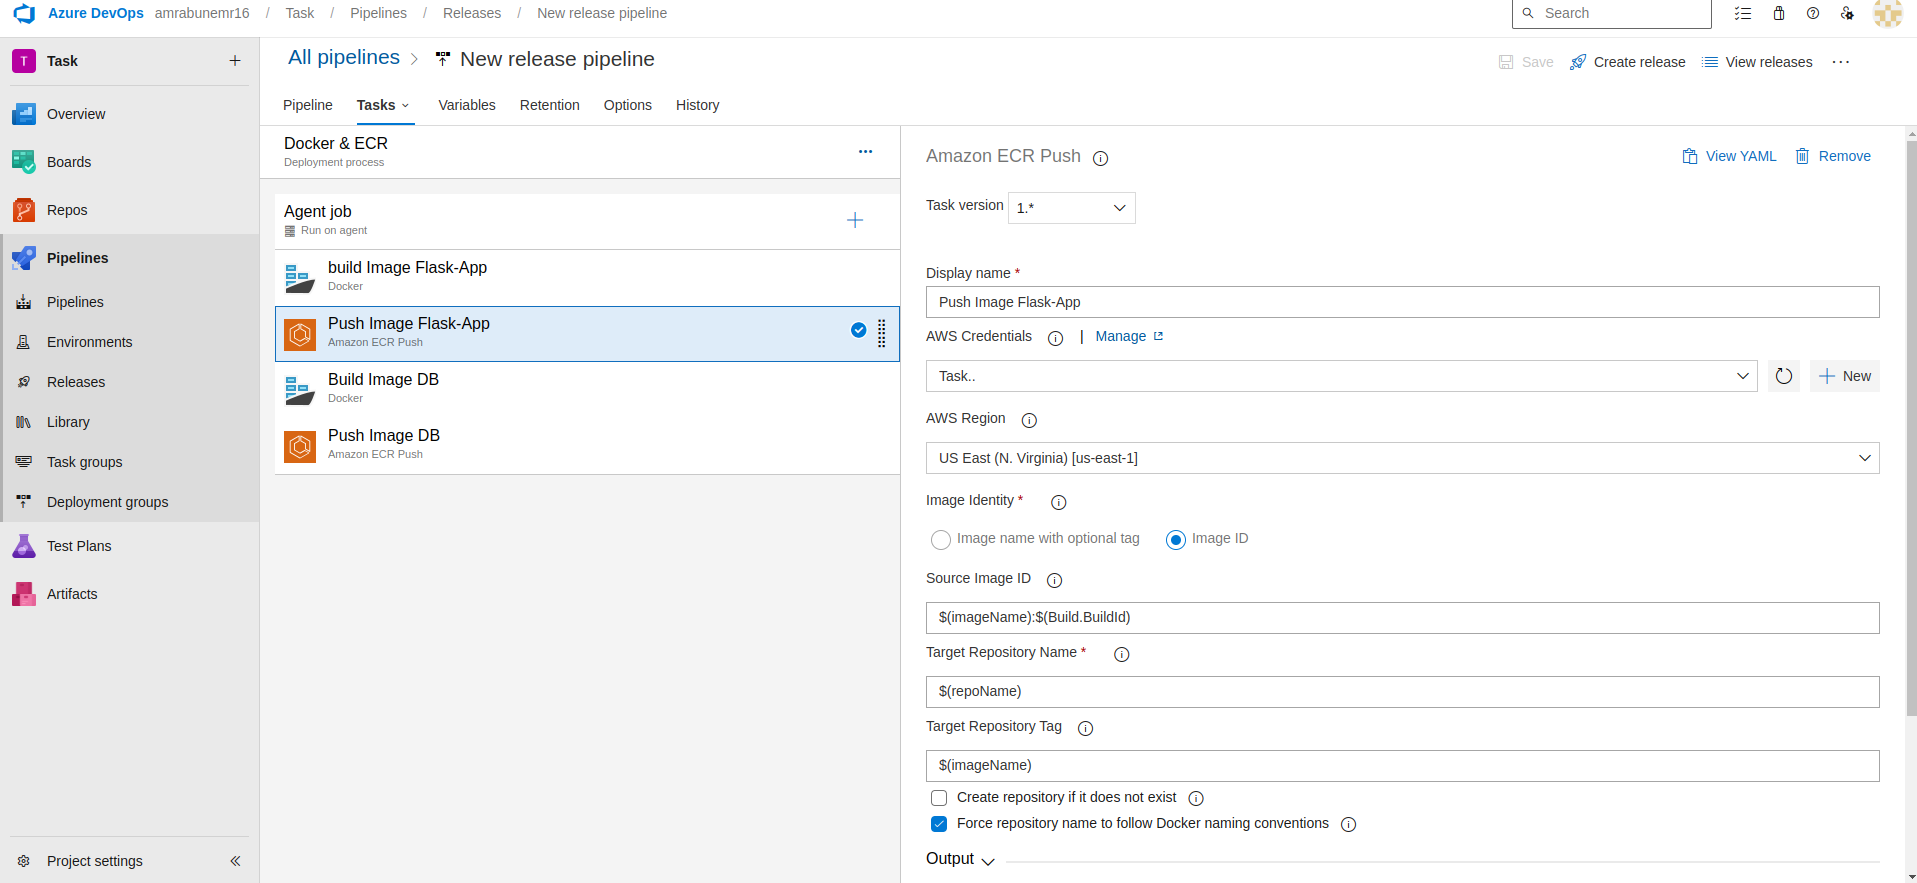 Azure DevOps amrabunemr16 / Task / Pipelines / Releases / New release pipeline
Search
T Task +
Overview
Boards
Repos
Pipelines
Pipelines
Environments
Releases
Library
Task groups
Deployment groups
Test Plans
Artifacts
Project settings
All pipelines > New release pipeline
Save Create release View releases ...
Pipeline Tasks Variables Retention Options History
Docker & ECR
Deployment process
Agent job
Run on agent
build Image Flask-App
Docker
Push Image Flask-App
Amazon ECR Push
Build Image DB
Docker
Push Image DB
Amazon ECR Push
Amazon ECR Push
View YAML Remove
Task version 1.*
Display name *
Push Image Flask-App
AWS Credentials | Manage
Task..
New
AWS Region
US East (N. Virginia) [us-east-1]
Image Identity *
Image name with optional tag Image ID
Source Image ID
$(imageName):$(Build.BuildId)
Target Repository Name *
$(repoName)
Target Repository Tag
$(imageName)
Create repository if it does not exist
Force repository name to follow Docker naming conventions
Output